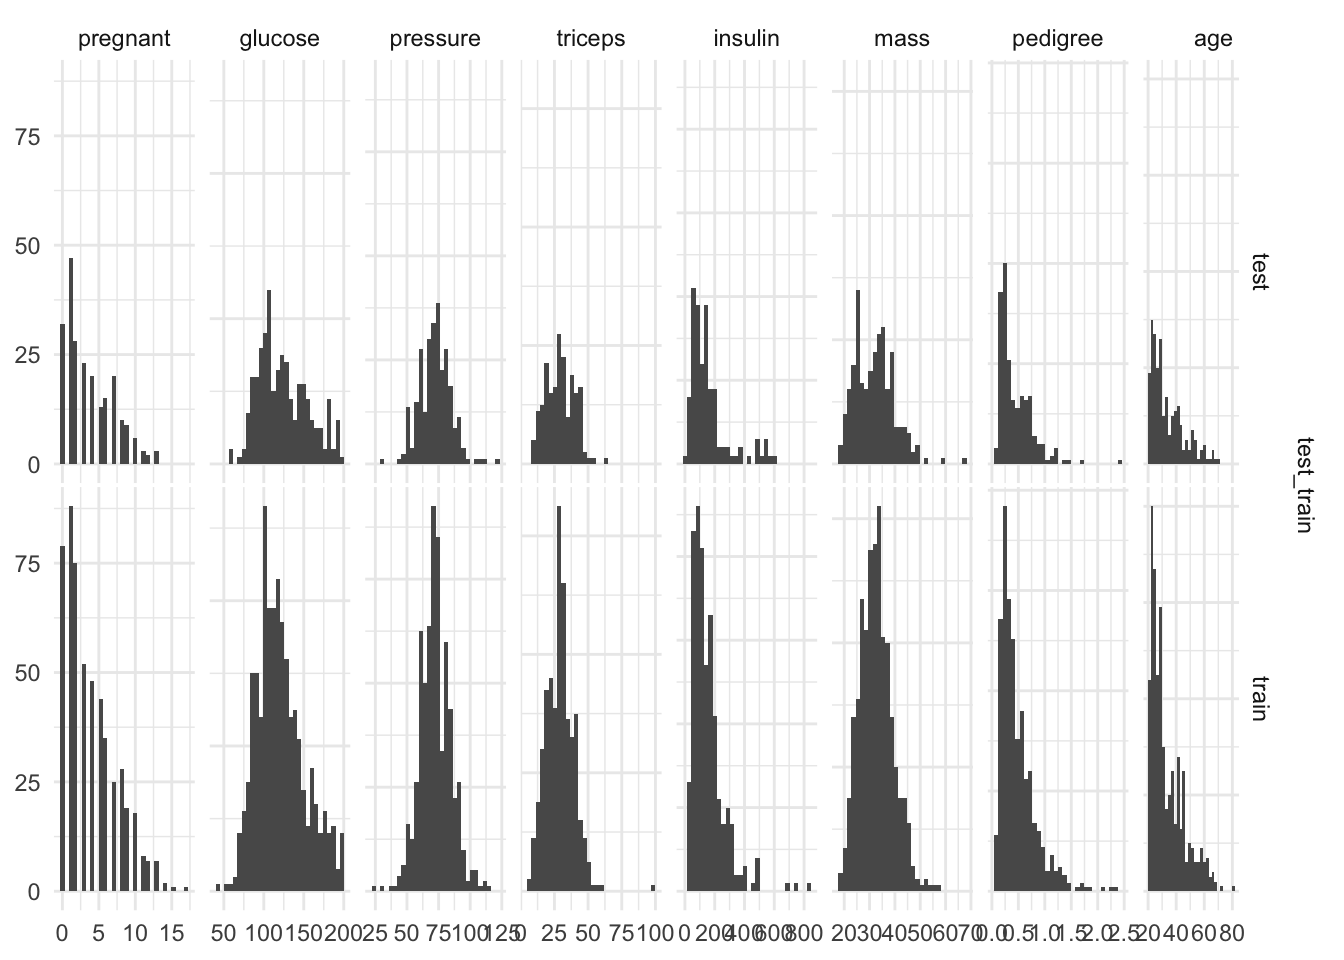 pregnant glucose pressure triceps insulin mass pedigree age
75
50
25
0
test
75
50
25
0
train
test_train
0 5 10 15 50 100 150 200 25 50 75 100 125 0 25 50 75 100 0 200 400 600 800 20 30 40 50 60 70 0.0 0.5 1.0 1.5 2.0 2.5 20 40 60 80